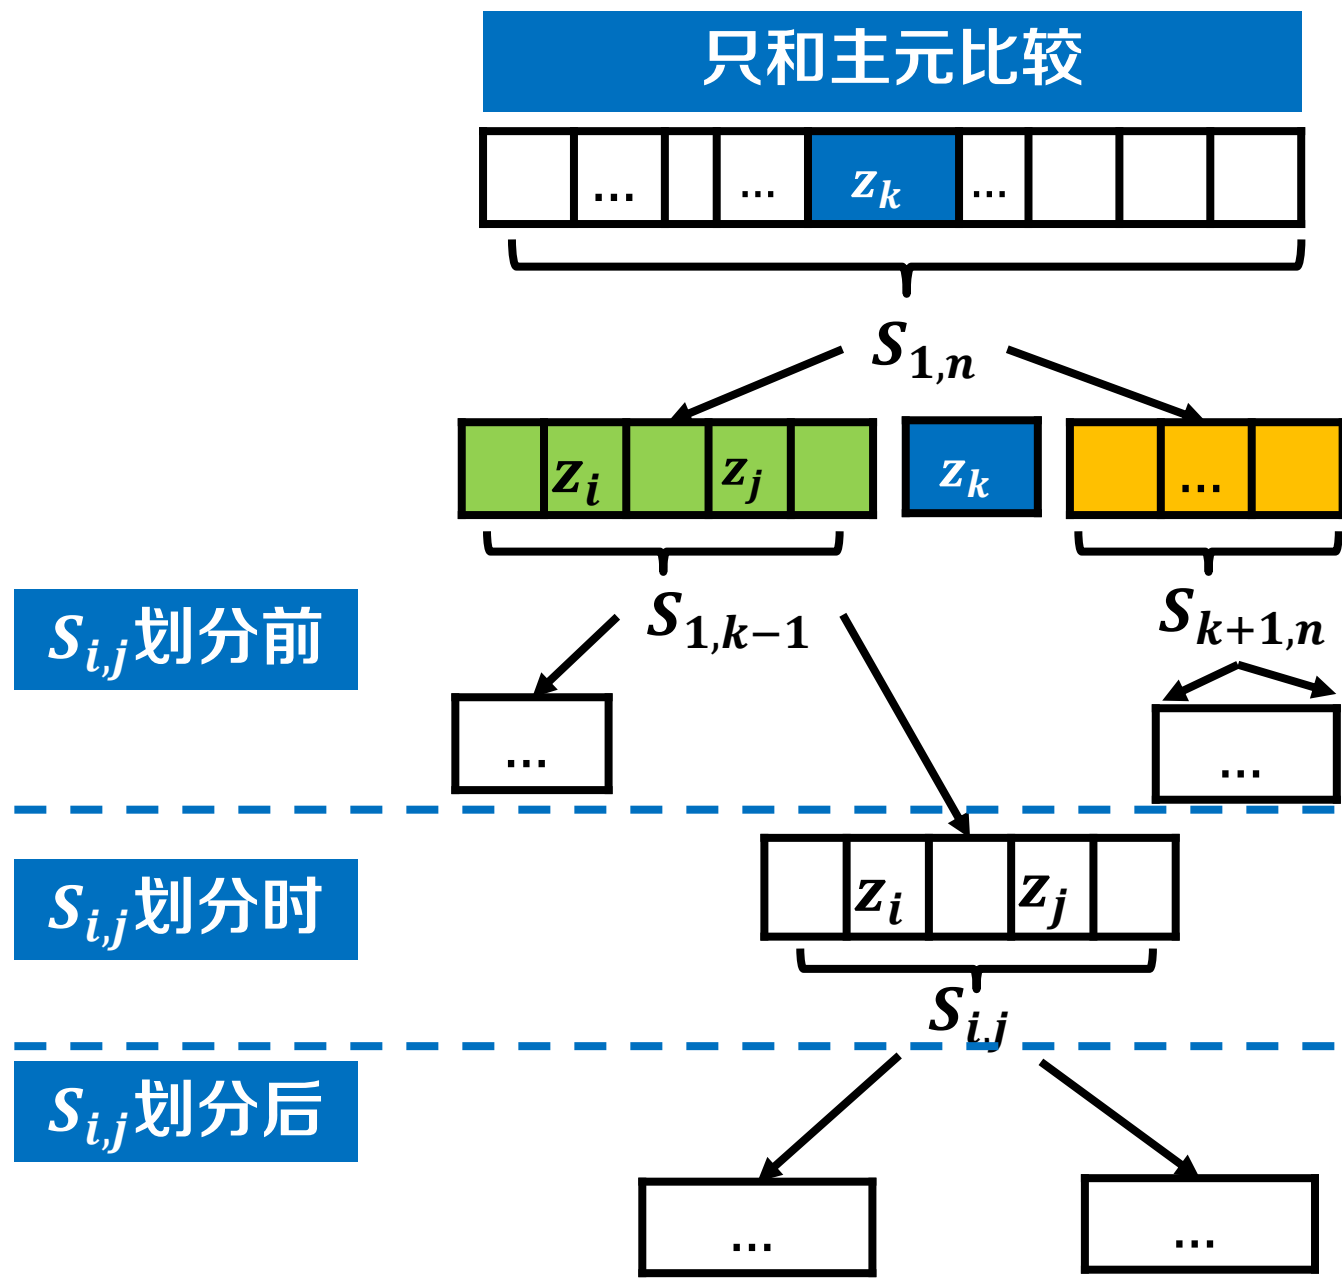 只和主元比较
... ... z_k ...
S_{1,n}
z_i z_j z_k ...
S_{1,k−1} S_{k+1,n}
S_{i,j}划分前
... ...
S_{i,j}划分时
z_i z_j
S_{i,j}
S_{i,j}划分后
... ...